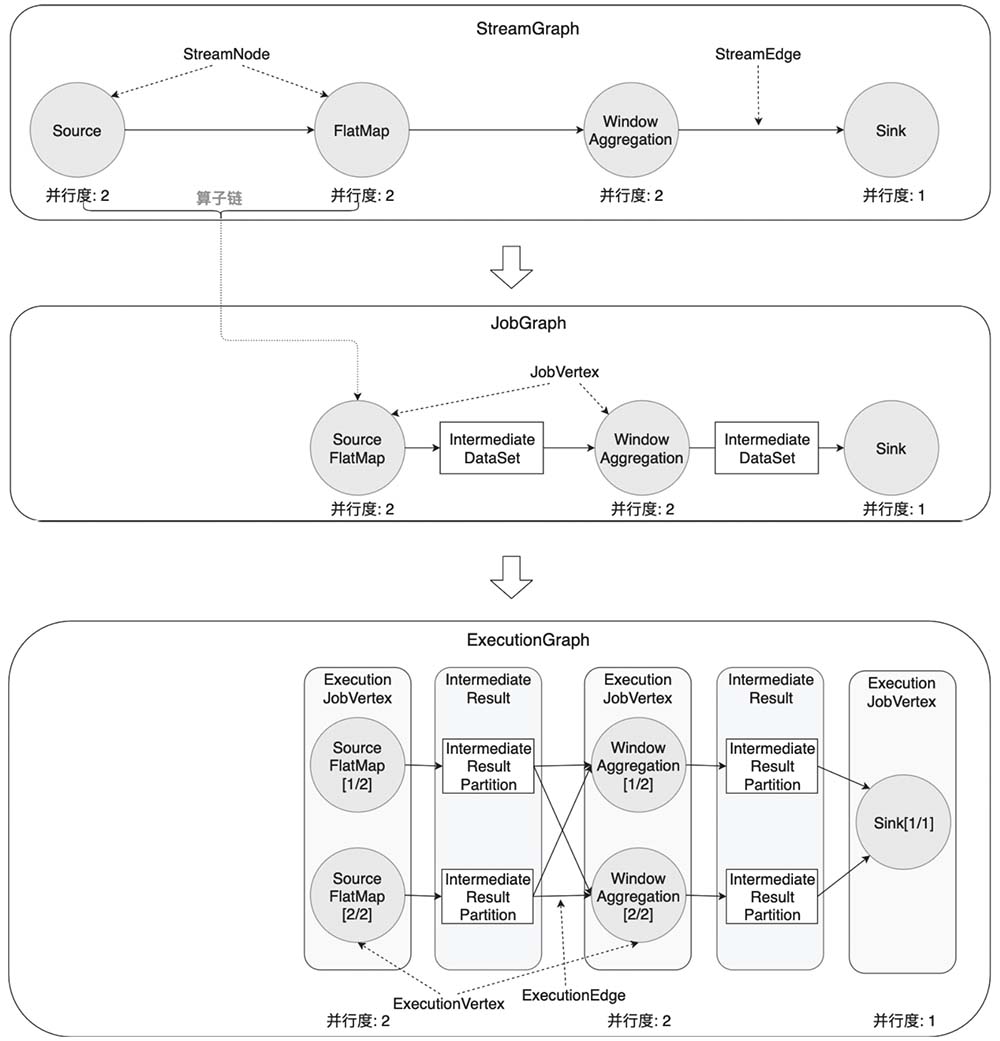 StreamGraph
StreamNode
StreamEdge
Source
FlatMap
Window
Aggregation
Sink
并行度: 2
算子链
并行度: 2
并行度: 2
并行度: 1
JobGraph
JobVertex
Source
FlatMap
Intermediate
DataSet
Window
Aggregation
Intermediate
DataSet
Sink
并行度: 2
并行度: 2
并行度: 1
ExecutionGraph
Execution
JobVertex
Intermediate
Result
Execution
JobVertex
Intermediate
Result
Execution
JobVertex
Source
FlatMap
[1/2]
Intermediate
Result
Partition
Window
Aggregation
[1/2]
Intermediate
Result
Partition
Sink[1/1]
Source
FlatMap
[2/2]
Intermediate
Result
Partition
Window
Aggregation
[2/2]
Intermediate
Result
Partition
ExecutionVertex
ExecutionEdge
并行度: 2
并行度: 2
并行度: 1